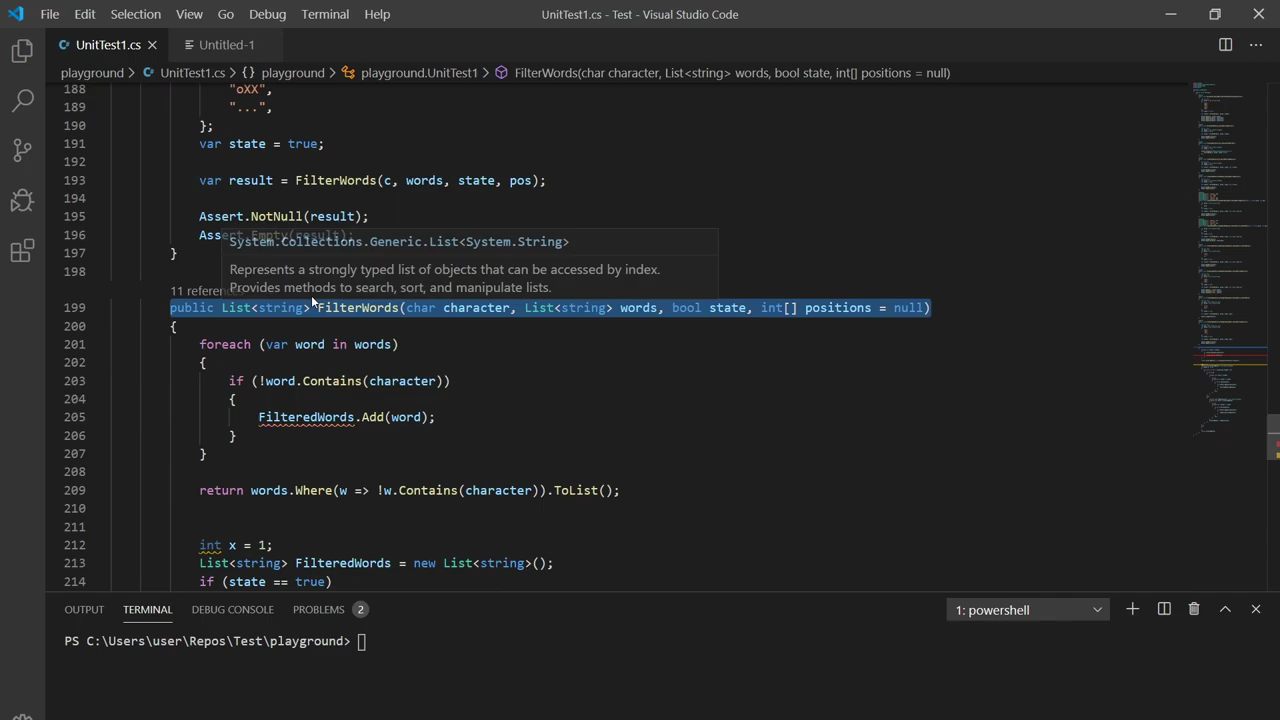 File Edit Selection View Go Debug Terminal Help UnitTest1.cs - Test - Visual Studio Code
UnitTest1.cs Untitled-1
playground > UnitTest1.cs > {} playground > playground.UnitTest1 > FilterWords(char character, List<string> words, bool state, int[] positions = null)
188 "oXX",
189 "...",
190 };
191 var state = true;
192
193 var result = FilterWords(c, words, state, pos);
194
195 Assert.NotNull(result);
196 Assert.Empty(result);
System.Collections.Generic.List<System.String>
197 }
198 Represents a strongly typed list of objects that can be accessed by index.
Provides methods to search, sort, and manipulate lists.
11 references
199 public List<string> FilterWords(char character, List<string> words, bool state, int[] positions = null)
200 {
201 foreach (var word in words)
202 {
203 if (!word.Contains(character))
204 {
205 FilteredWords.Add(word);
206 }
207 }
208
209 return words.Where(w => !w.Contains(character)).ToList();
210
211
212 int x = 1;
213 List<string> FilteredWords = new List<string>();
214 if (state == true)
OUTPUT TERMINAL DEBUG CONSOLE PROBLEMS 2 1: powershell
PS C:\Users\user\Repos\Test\playground>